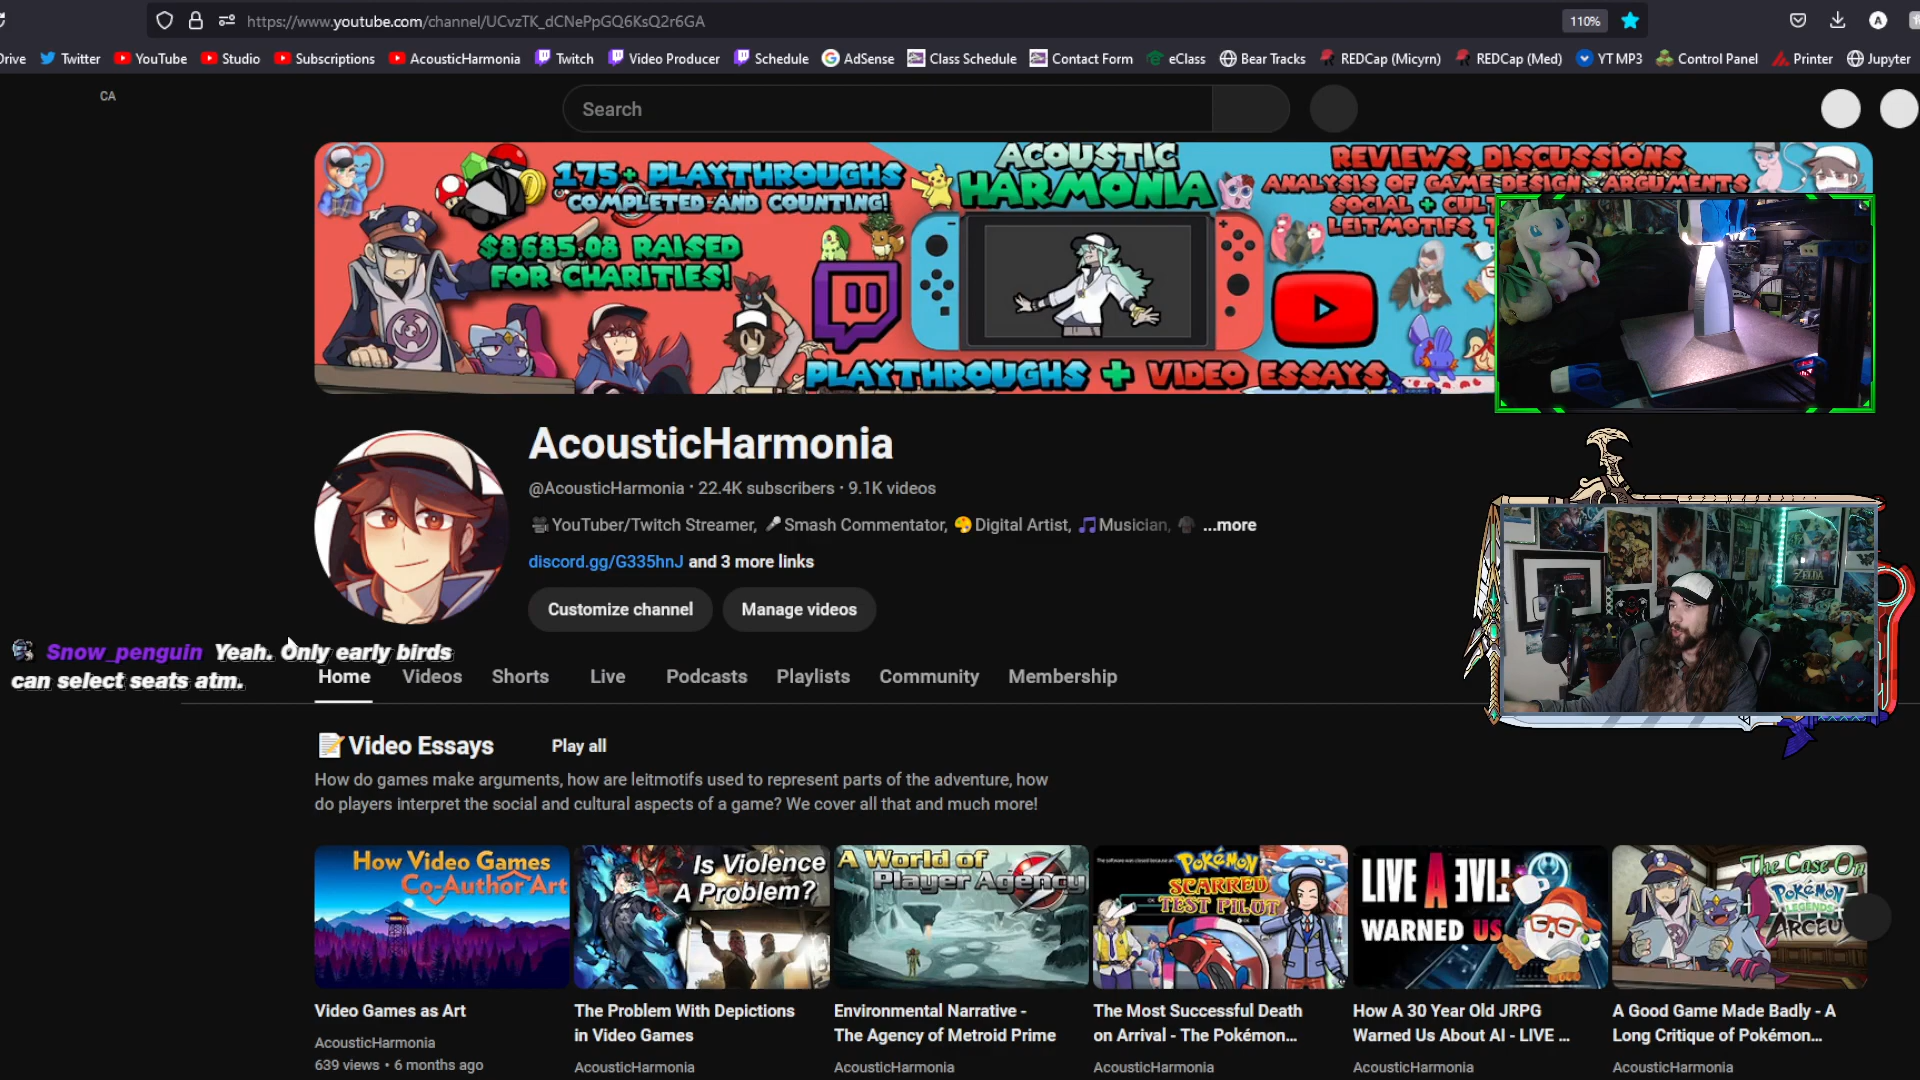 https://www.youtube.com/channel/UCvzTK_dCNePpGQ6KsQ2r6GA
110%
Drive Twitter YouTube Studio Subscriptions AcousticHarmonia Twitch Video Producer Schedule AdSense Class Schedule Contact Form eClass Bear Tracks REDCap (Micyrn) REDCap (Med) YT MP3 Control Panel Printer Jupyter
CA
Search
175+ PLAYTHROUGHS
COMPLETED AND COUNTING!
$8,685.08 RAISED
FOR CHARITIES!
ACOUSTIC
HARMONIA
REVIEWS, DISCUSSIONS
ANALYSIS OF GAME DESIGN, ARGUMENTS
SOCIAL + CULT
LEITMOTIFS,
PLAYTHROUGHS + VIDEO ESSAYS
AcousticHarmonia
@AcousticHarmonia · 22.4K subscribers · 9.1K videos
YouTuber/Twitch Streamer, Smash Commentator, Digital Artist, Musician, ...more
discord.gg/G335hnJ and 3 more links
Customize channel
Manage videos
Snow_penguin Yeah. Only early birds
can select seats atm.
Home Videos Shorts Live Podcasts Playlists Community Membership
ZELDA
Video Essays Play all
How do games make arguments, how are leitmotifs used to represent parts of the adventure, how
do players interpret the social and cultural aspects of a game? We cover all that and much more!
How Video Games
Co-Author Art
Is Violence
A Problem?
A World of
Player Agency
Pokémon
SCARRED
TEST PILOT
LIVE A EVIL
WARNED US
The Case On
Pokémon
LEGENDS
ARCEU
Video Games as Art
AcousticHarmonia
639 views • 6 months ago
The Problem With Depictions
in Video Games
AcousticHarmonia
Environmental Narrative -
The Agency of Metroid Prime
AcousticHarmonia
The Most Successful Death
on Arrival - The Pokémon...
AcousticHarmonia
How A 30 Year Old JRPG
Warned Us About AI - LIVE ...
AcousticHarmonia
A Good Game Made Badly - A
Long Critique of Pokémon...
AcousticHarmonia